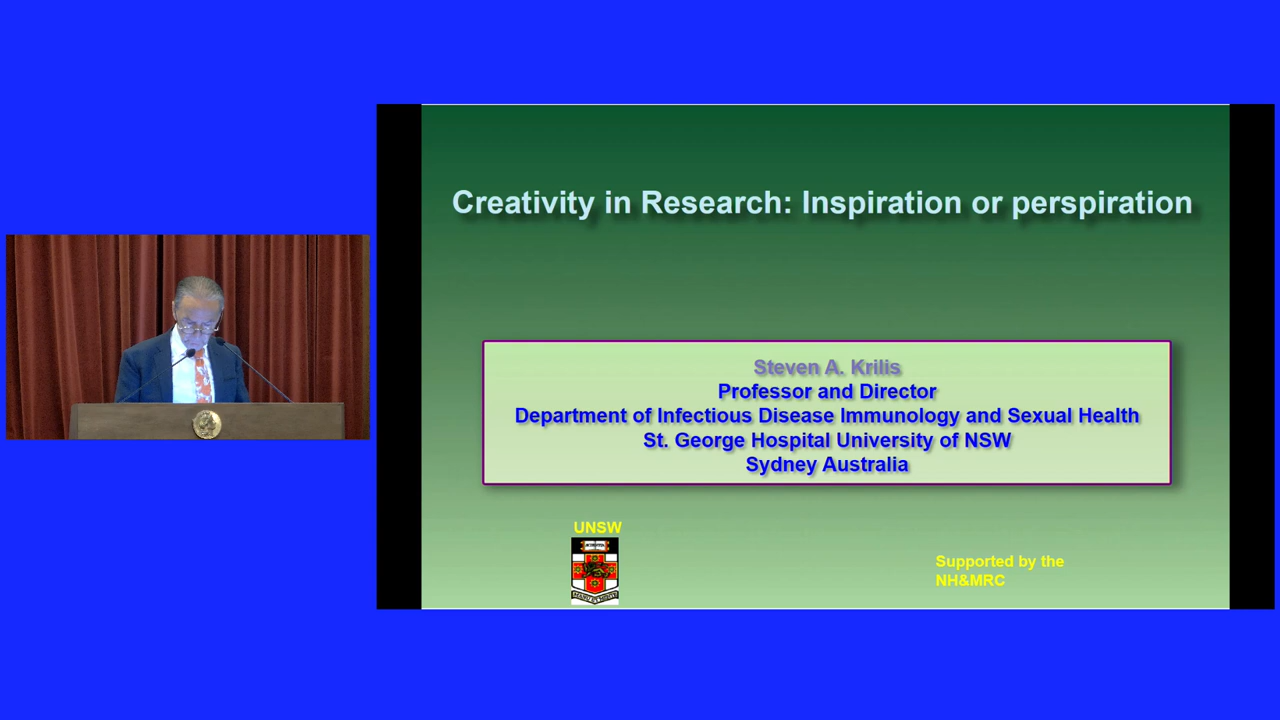 Creativity in Research: Inspiration or perspiration
Steven A. Krilis
Professor and Director
Department of Infectious Disease Immunology and Sexual Health
St. George Hospital University of NSW
Sydney Australia
UNSW
Supported by the
NH&MRC